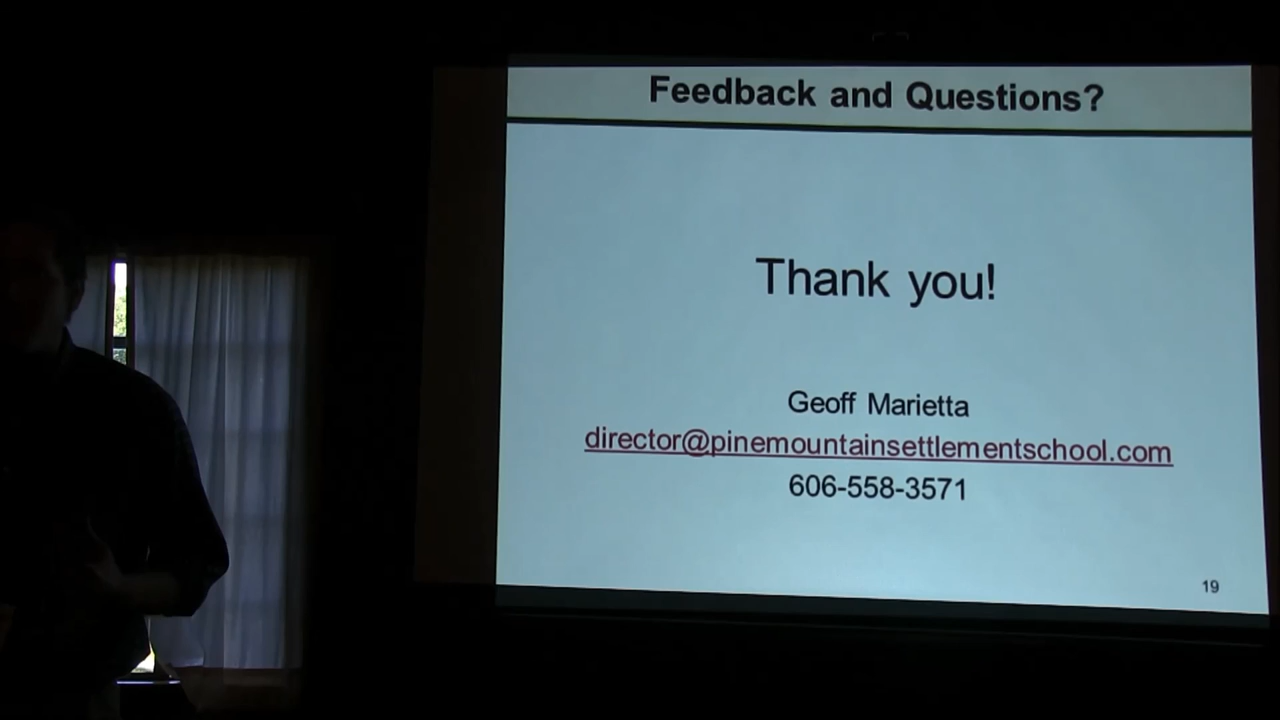 Feedback and Questions?
Thank you!
Geoff Marietta
director@pinemountainsettlementschool.com
606-558-3571
19